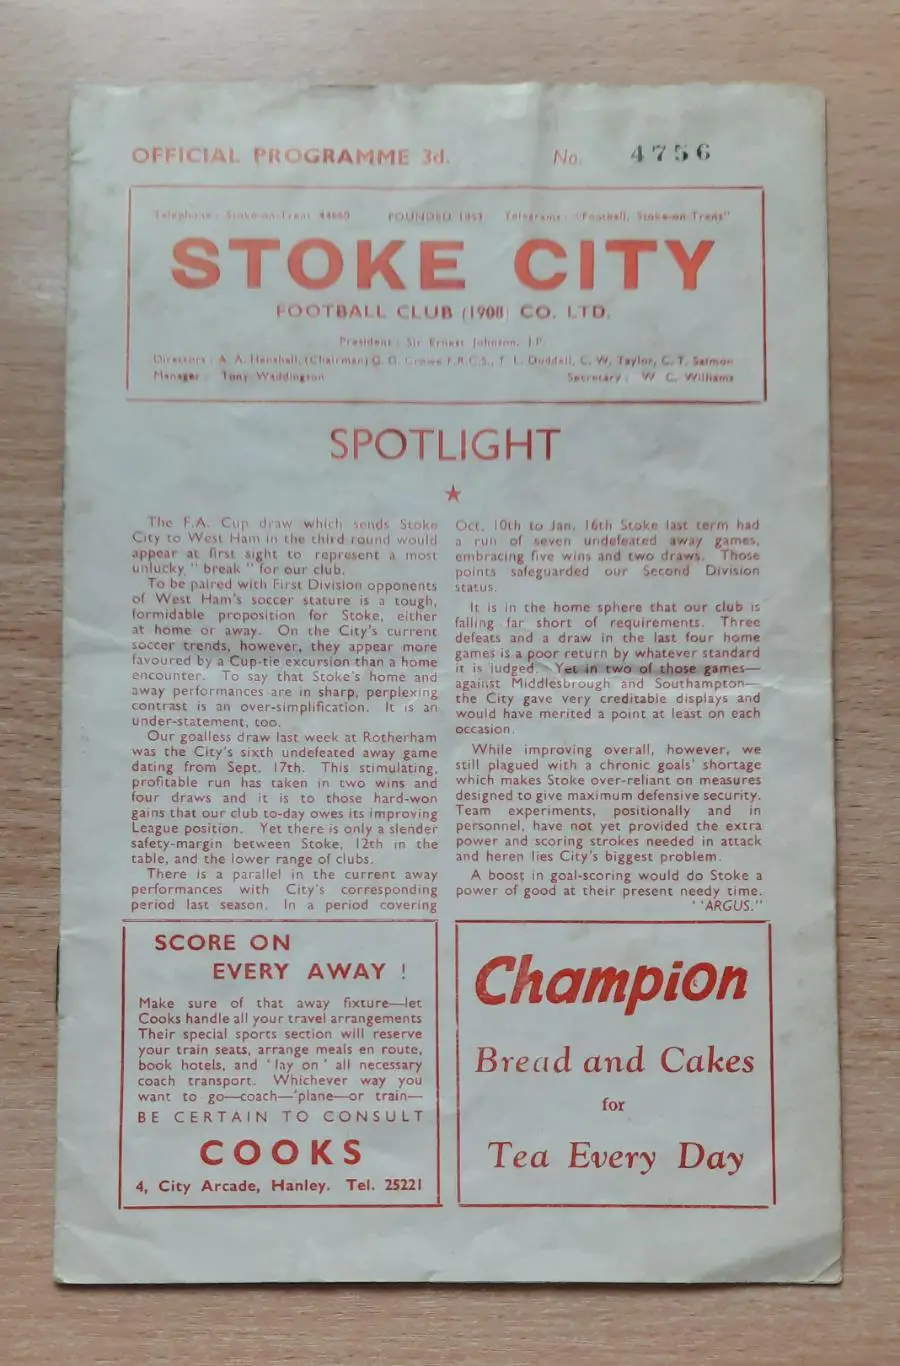 OFFICIAL PROGRAMME 3d. No. 4756
Telephone : Stoke-on-Trent 44660 FOUNDED 1863 Telegrams : "Football, Stoke-on-Trent"
STOKE CITY
FOOTBALL CLUB (1908) CO. LTD.
President : Sir Ernest Johnson, J.P.
Directors : A. A. Henshall, (Chairman) G. G. Crowe F.R.C.S., T. L. Duddell, C. W. Taylor, C. T. Salmon
Manager : Tony Waddington Secretary : W. C. Williams
SPOTLIGHT
The F.A. Cup draw which sends Stoke
City to West Ham in the third round would
appear at first sight to represent a most
unlucky " break " for our club.
To be paired with First Division opponents
of West Ham's soccer stature is a tough,
formidable proposition for Stoke, either
at home or away. On the City's current
soccer trends, however, they appear more
favoured by a Cup-tie excursion than a home
encounter. To say that Stoke's home and
away performances are in sharp, perplexing
contrast is an over-simplification. It is an
under-statement, too.
Our goalless draw last week at Rotherham
was the City's sixth undefeated away game
dating from Sept. 17th. This stimulating,
profitable run has taken in two wins and
four draws and it is to those hard-won
gains that our club to-day owes its improving
League position. Yet there is only a slender
safety-margin between Stoke, 12th in the
table, and the lower range of clubs.
There is a parallel in the current away
performances with City's corresponding
period last season. In a period covering
Oct. 10th to Jan. 16th Stoke last term had
a run of seven undefeated away games,
embracing five wins and two draws. Those
points safeguarded our Second Division
status.
It is in the home sphere that our club is
falling far short of requirements. Three
defeats and a draw in the last four home
games is a poor return by whatever standard
it is judged. Yet in two of those games—
against Middlesbrough and Southampton—
the City gave very creditable displays and
would have merited a point at least on each
occasion.
While improving overall, however, we
still plagued with a chronic goals' shortage
which makes Stoke over-reliant on measures
designed to give maximum defensive security.
Team experiments, positionally and in
personnel, have not yet provided the extra
power and scoring strokes needed in attack
and heren lies City's biggest problem.
A boost in goal-scoring would do Stoke a
power of good at their present needy time.
''ARGUS."
SCORE ON
EVERY AWAY !
Make sure of that away fixture—let
Cooks handle all your travel arrangements
Their special sports section will reserve
your train seats, arrange meals en route,
book hotels, and ' lay on ' all necessary
coach transport. Whichever way you
want to go—coach—'plane—or train—
BE CERTAIN TO CONSULT
COOKS
4, City Arcade, Hanley. Tel. 25221
Champion
Bread and Cakes
for
Tea Every Day